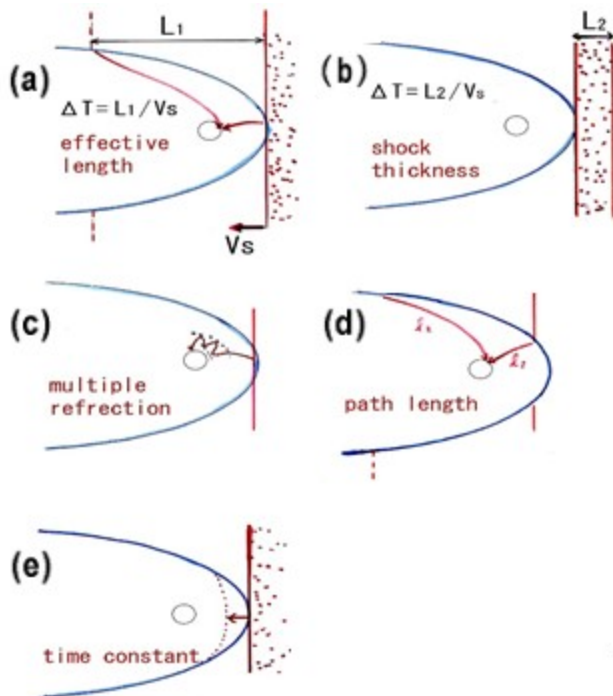 L₁
L₂
(a)
ΔT=L₁/Vs
effective
length
Vs
(b)
ΔT=L₂/Vs
shock
thickness
(c)
multiple
refrection
(d)
path length
(e)
time constant